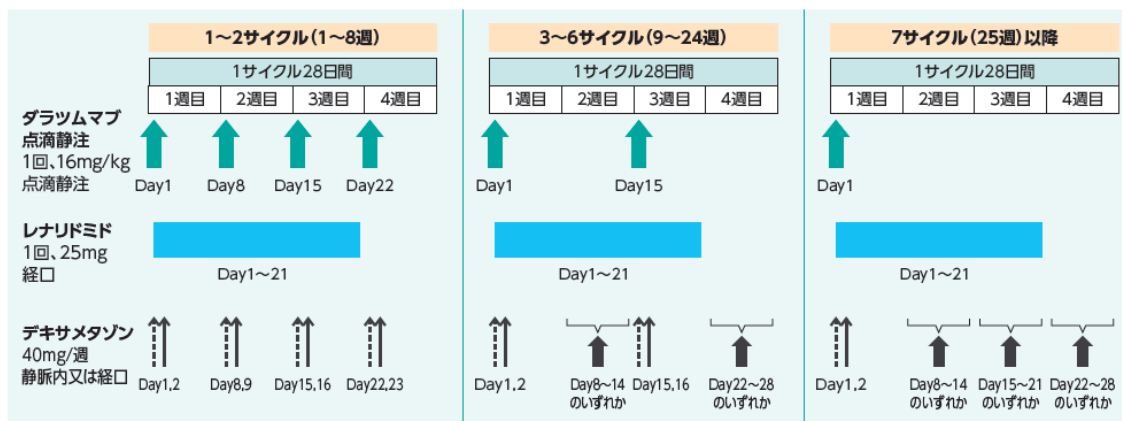 1～2サイクル（1～8週）
1サイクル28日間
1週目 2週目 3週目 4週目
3～6サイクル（9～24週）
1サイクル28日間
1週目 2週目 3週目 4週目
7サイクル（25週）以降
1サイクル28日間
1週目 2週目 3週目 4週目
ダラツムマブ
点滴静注
1回、16mg/kg
点滴静注
Day1 Day8 Day15 Day22
Day1 Day15
Day1
レナリドミド
1回、25mg
経口
Day1～21
Day1～21
Day1～21
デキサメタゾン
40mg/週
静脈内又は経口
Day1,2 Day8,9 Day15,16 Day22,23
Day1,2 Day8～14 Day15,16 Day22～28
のいずれか のいずれか
Day1,2 Day8～14 Day15～21 Day22～28
のいずれか のいずれか のいずれか